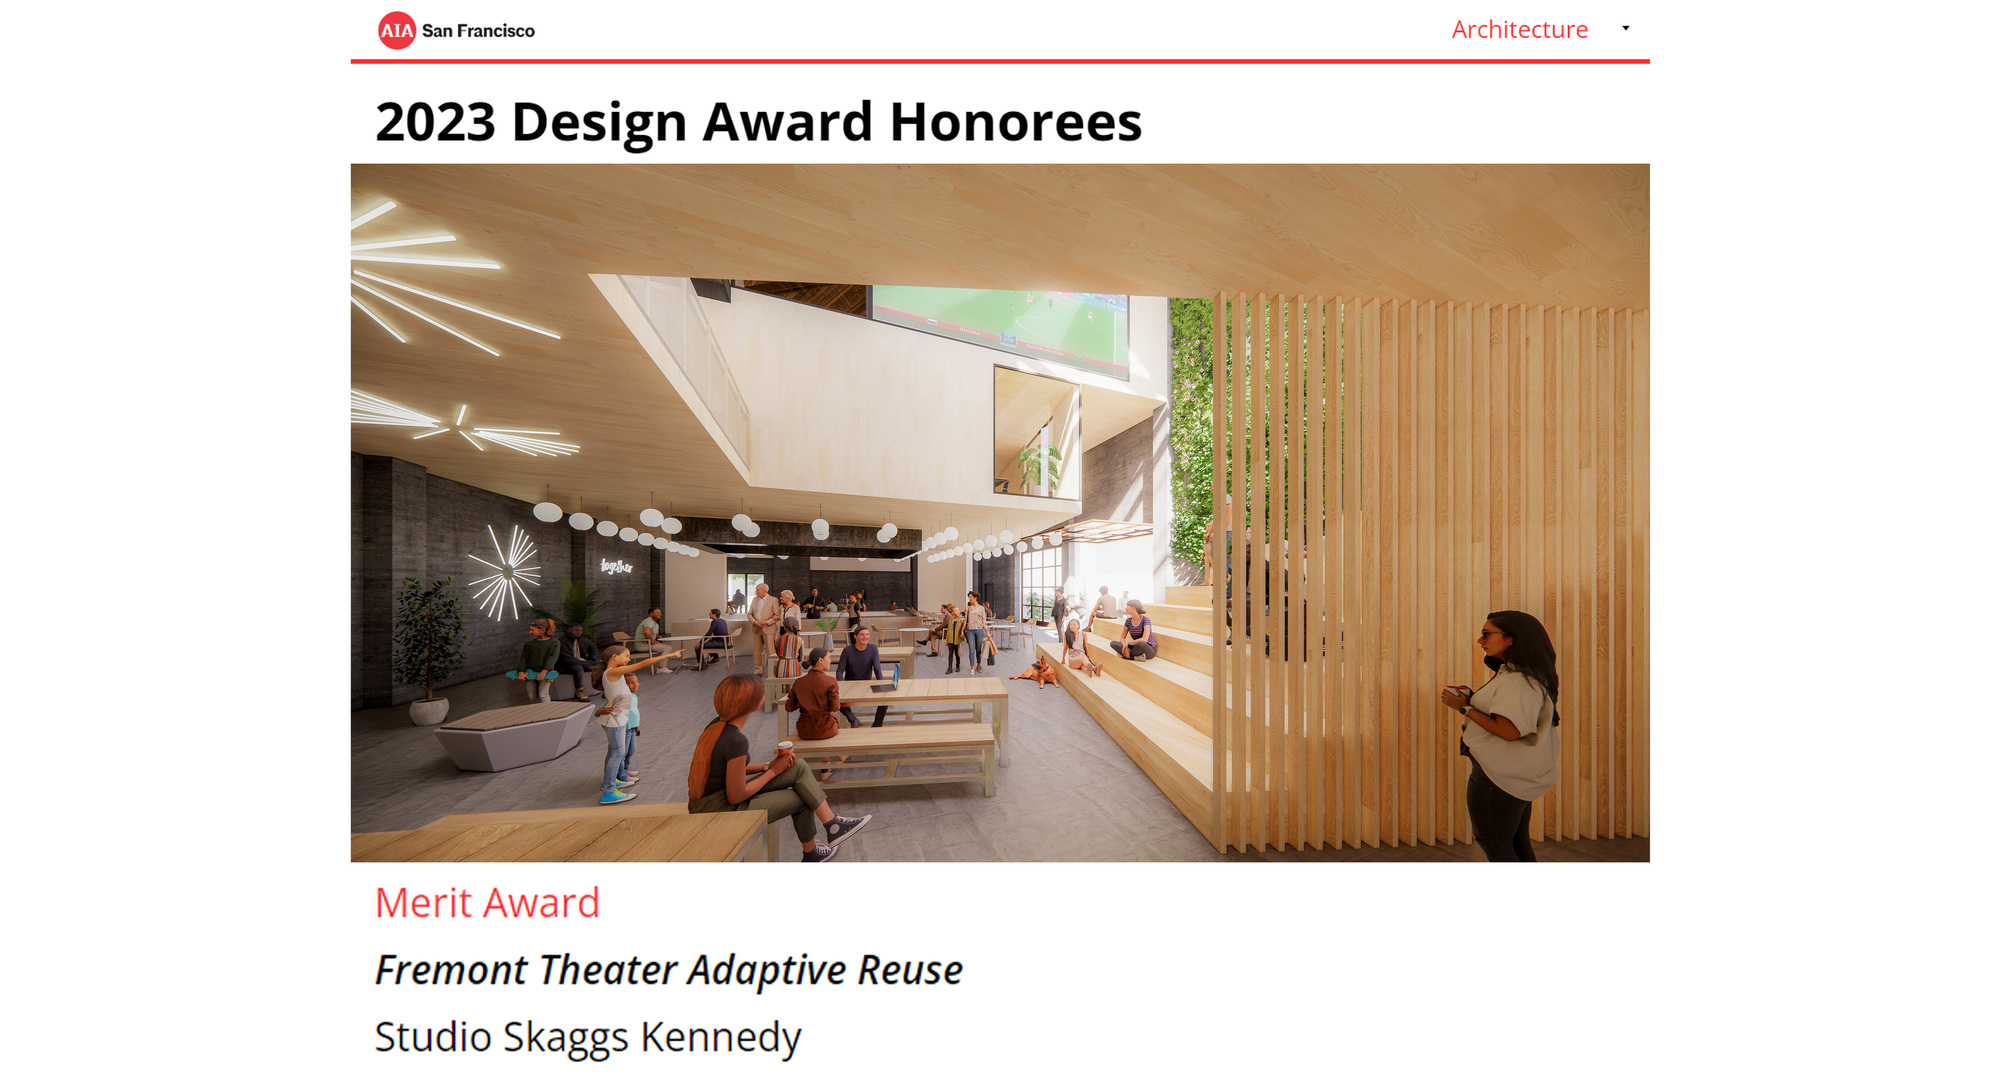 AIA San Francisco
Architecture
2023 Design Award Honorees
together
Merit Award
Fremont Theater Adaptive Reuse
Studio Skaggs Kennedy